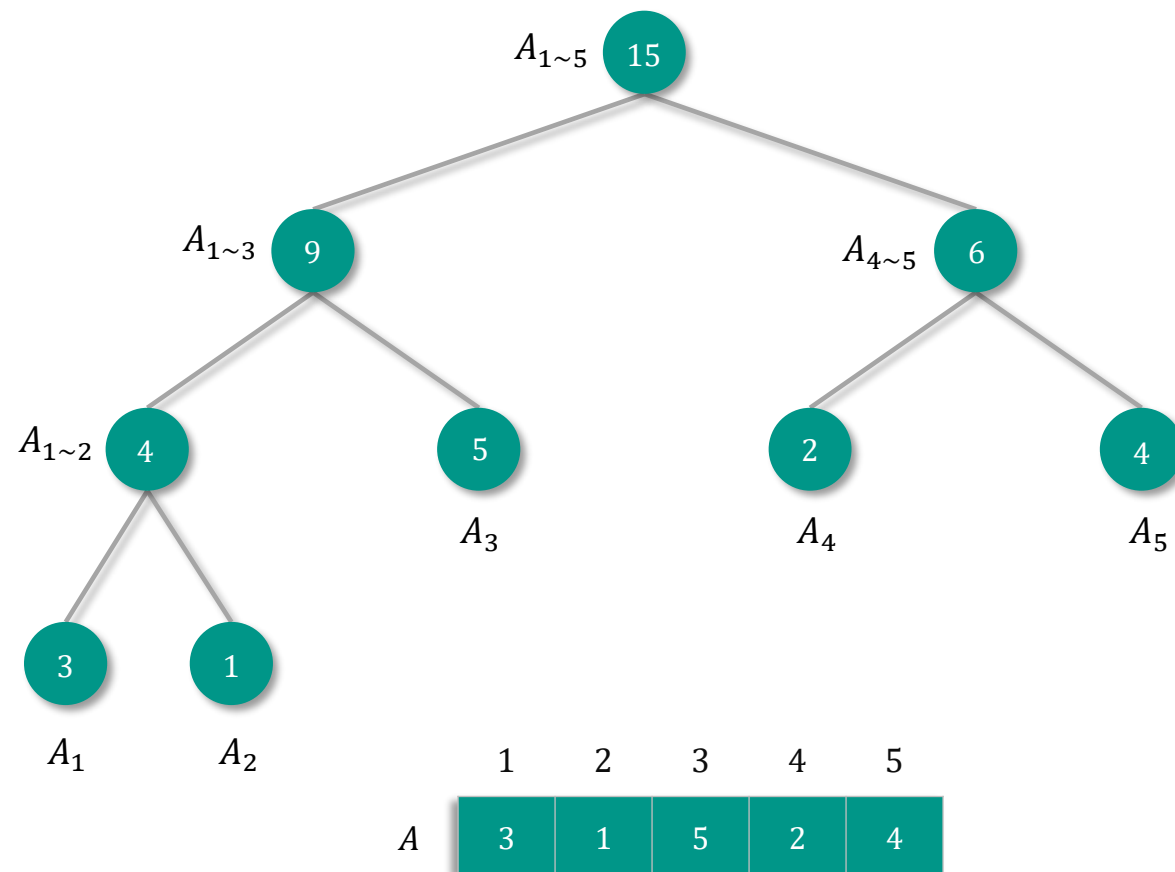 A₁~₅ 15
A₁~₃ 9 A₄~₅ 6
A₁~₂ 4 5 2 4
A₃ A₄ A₅
3 1
A₁ A₂
1 2 3 4 5
A 3 1 5 2 4